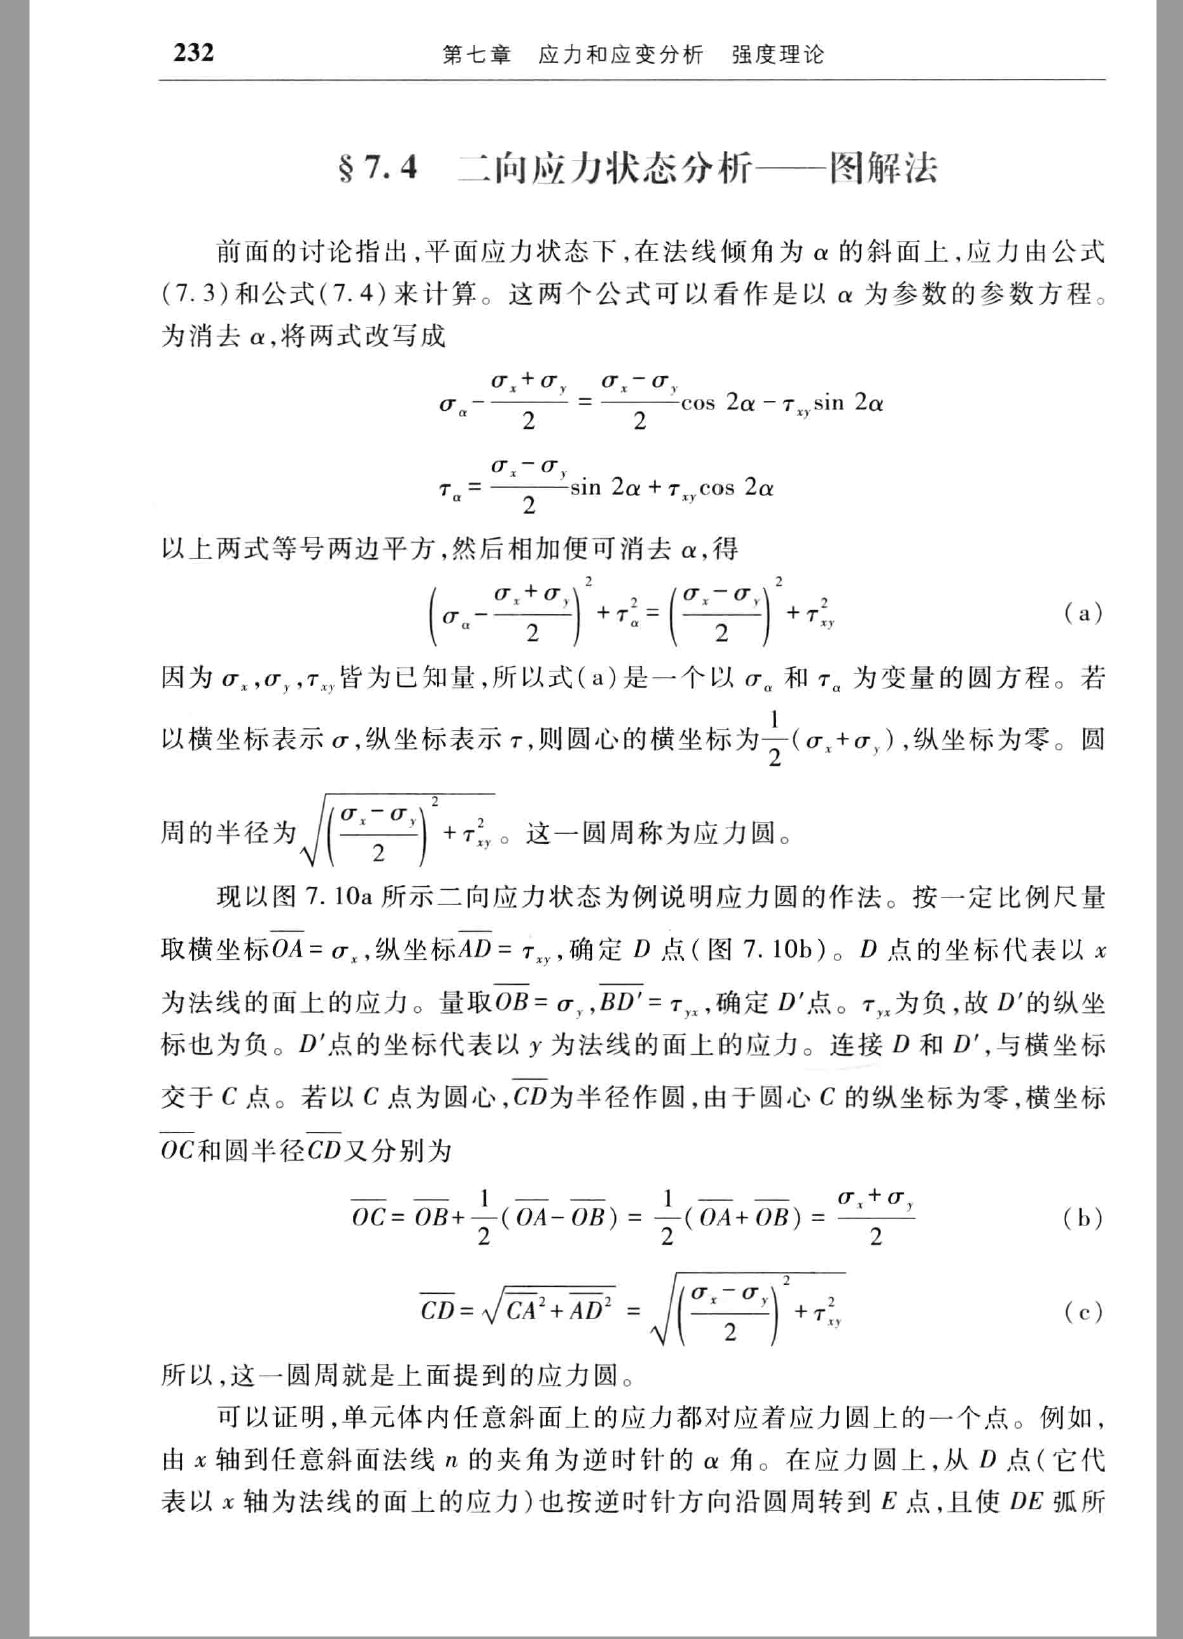 232 第七章 应力和应变分析 强度理论
§7.4 二向应力状态分析——图解法
前面的讨论指出,平面应力状态下,在法线倾角为 α 的斜面上,应力由公式
(7.3)和公式(7.4)来计算。这两个公式可以看作是以 α 为参数的参数方程。
为消去 α,将两式改写成
$\sigma_\alpha-\frac{\sigma_x+\sigma_y}{2}=\frac{\sigma_x-\sigma_y}{2}\cos 2\alpha-\tau_{xy}\sin 2\alpha$
$\tau_\alpha=\frac{\sigma_x-\sigma_y}{2}\sin 2\alpha+\tau_{xy}\cos 2\alpha$
以上两式等号两边平方,然后相加便可消去 α,得
$\left(\sigma_\alpha-\frac{\sigma_x+\sigma_y}{2}\right)^2+\tau_\alpha^2=\left(\frac{\sigma_x-\sigma_y}{2}\right)^2+\tau_{xy}^2$ (a)
因为 $\sigma_x,\sigma_y,\tau_{xy}$皆为已知量,所以式(a)是一个以 $\sigma_\alpha$ 和 $\tau_\alpha$ 为变量的圆方程。若
以横坐标表示 σ,纵坐标表示 τ,则圆心的横坐标为$\frac{1}{2}(\sigma_x+\sigma_y)$,纵坐标为零。圆
周的半径为$\sqrt{\left(\frac{\sigma_x-\sigma_y}{2}\right)^2+\tau_{xy}^2}$。这一圆周称为应力圆。
现以图 7.10a 所示二向应力状态为例说明应力圆的作法。按一定比例尺量
取横坐标$\overline{OA}=\sigma_x$,纵坐标$\overline{AD}=\tau_{xy}$,确定 D 点(图 7.10b)。D 点的坐标代表以 x
为法线的面上的应力。量取$\overline{OB}=\sigma_y,\overline{BD'}=\tau_{yx}$,确定 D′点。$\tau_{yx}$为负,故 D′的纵坐
标也为负。D′点的坐标代表以 y 为法线的面上的应力。连接 D 和 D′,与横坐标
交于 C 点。若以 C 点为圆心,$\overline{CD}$为半径作圆,由于圆心 C 的纵坐标为零,横坐标
$\overline{OC}$和圆半径$\overline{CD}$又分别为
$\overline{OC}=\overline{OB}+\frac{1}{2}(\overline{OA}-\overline{OB})=\frac{1}{2}(\overline{OA}+\overline{OB})=\frac{\sigma_x+\sigma_y}{2}$ (b)
$\overline{CD}=\sqrt{\overline{CA}^2+\overline{AD}^2}=\sqrt{\left(\frac{\sigma_x-\sigma_y}{2}\right)^2+\tau_{xy}^2}$ (c)
所以,这一圆周就是上面提到的应力圆。
可以证明,单元体内任意斜面上的应力都对应着应力圆上的一个点。例如,
由 x 轴到任意斜面法线 n 的夹角为逆时针的 α 角。在应力圆上,从 D 点(它代
表以 x 轴为法线的面上的应力)也按逆时针方向沿圆周转到 E 点,且使 DE 弧所